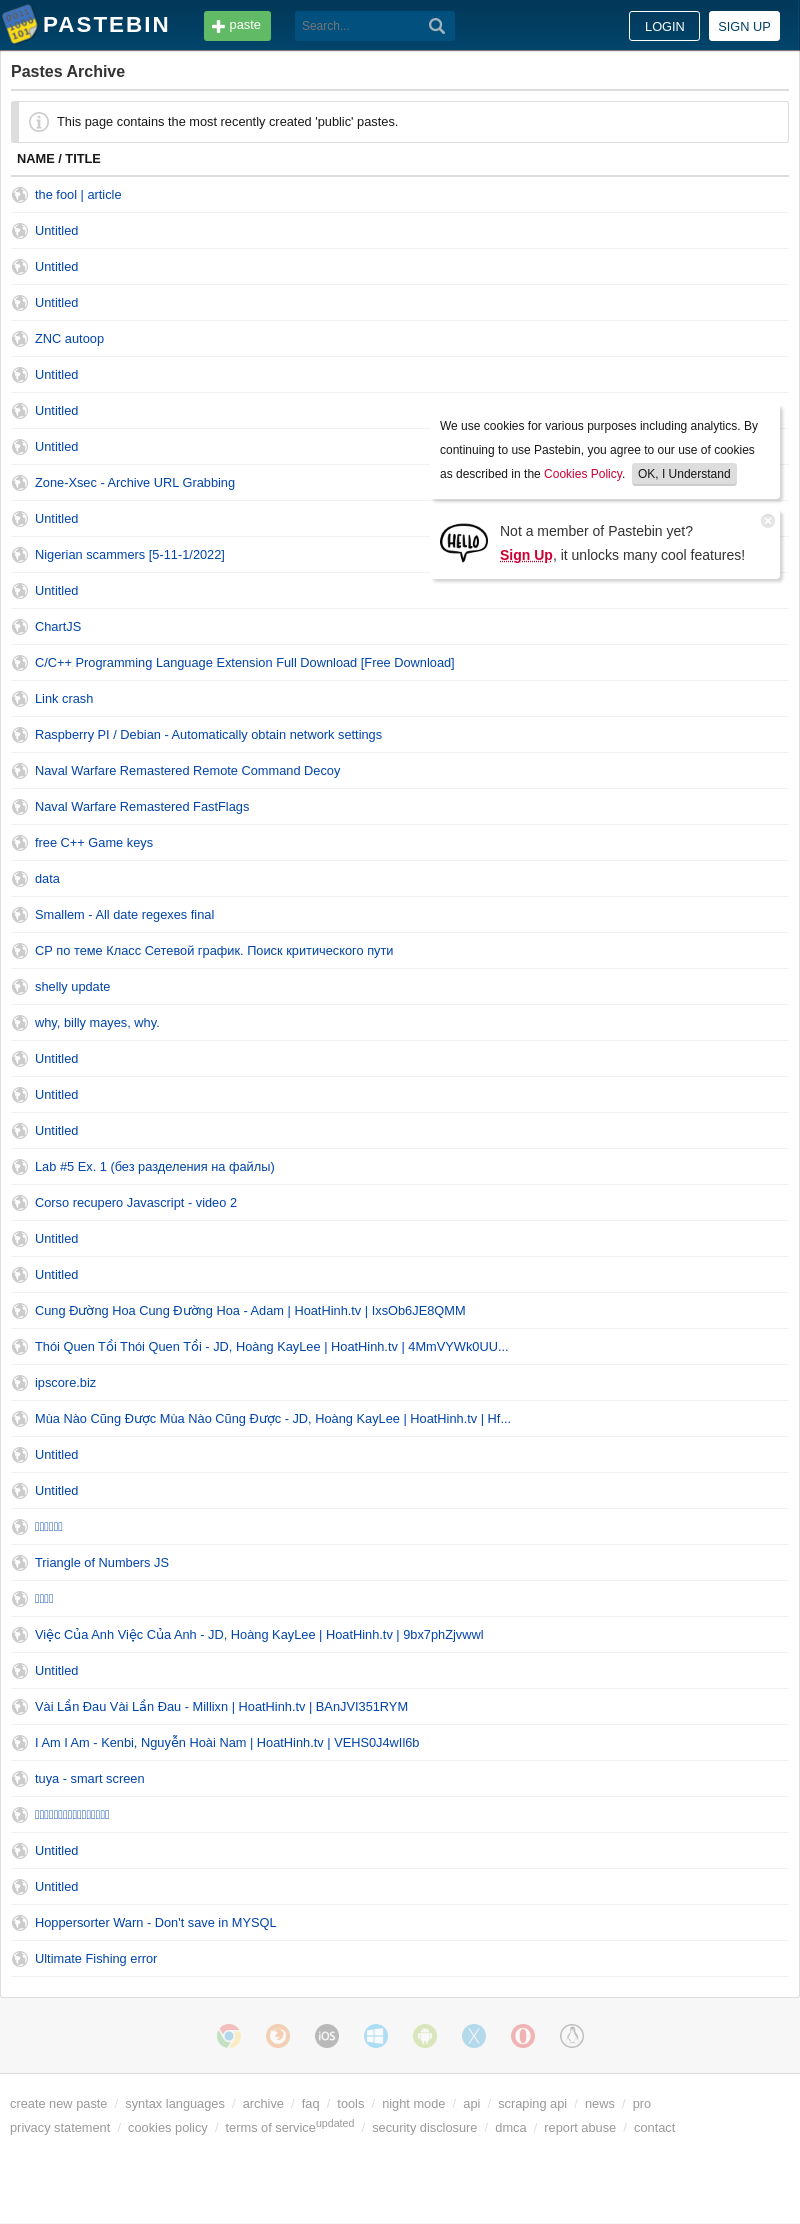 PASTEBIN
paste
Search...
LOGIN
SIGN UP
Pastes Archive
This page contains the most recently created 'public' pastes.
NAME / TITLE
the fool | article
Untitled
Untitled
Untitled
ZNC autoop
Untitled
Untitled
Untitled
Zone-Xsec - Archive URL Grabbing
Untitled
Nigerian scammers [5-11-1/2022]
Untitled
We use cookies for various purposes including analytics. By
continuing to use Pastebin, you agree to our use of cookies
as described in the Cookies Policy. OK, I Understand
HELLO
Not a member of Pastebin yet?
Sign Up, it unlocks many cool features!
ChartJS
C/C++ Programming Language Extension Full Download [Free Download]
Link crash
Raspberry PI / Debian - Automatically obtain network settings
Naval Warfare Remastered Remote Command Decoy
Naval Warfare Remastered FastFlags
free C++ Game keys
data
Smallem - All date regexes final
СР по теме Класс Сетевой график. Поиск критического пути
shelly update
why, billy mayes, why.
Untitled
Untitled
Untitled
Lab #5 Ex. 1 (без разделения на файлы)
Corso recupero Javascript - video 2
Untitled
Untitled
Cung Đường Hoa Cung Đường Hoa - Adam | HoatHinh.tv | IxsOb6JE8QMM
Thói Quen Tồi Thói Quen Tồi - JD, Hoàng KayLee | HoatHinh.tv | 4MmVYWk0UU...
ipscore.biz
Mùa Nào Cũng Được Mùa Nào Cũng Được - JD, Hoàng KayLee | HoatHinh.tv | Hf...
Untitled
Untitled
Triangle of Numbers JS
Việc Của Anh Việc Của Anh - JD, Hoàng KayLee | HoatHinh.tv | 9bx7phZjvwwl
Untitled
Vài Lần Đau Vài Lần Đau - Millixn | HoatHinh.tv | BAnJVI351RYM
I Am I Am - Kenbi, Nguyễn Hoài Nam | HoatHinh.tv | VEHS0J4wIl6b
tuya - smart screen
Untitled
Untitled
Hoppersorter Warn - Don't save in MYSQL
Ultimate Fishing error
iOS
create new paste / syntax languages / archive / faq / tools / night mode / api / scraping api / news / pro
privacy statement / cookies policy / terms of serviceupdated / security disclosure / dmca / report abuse / contact